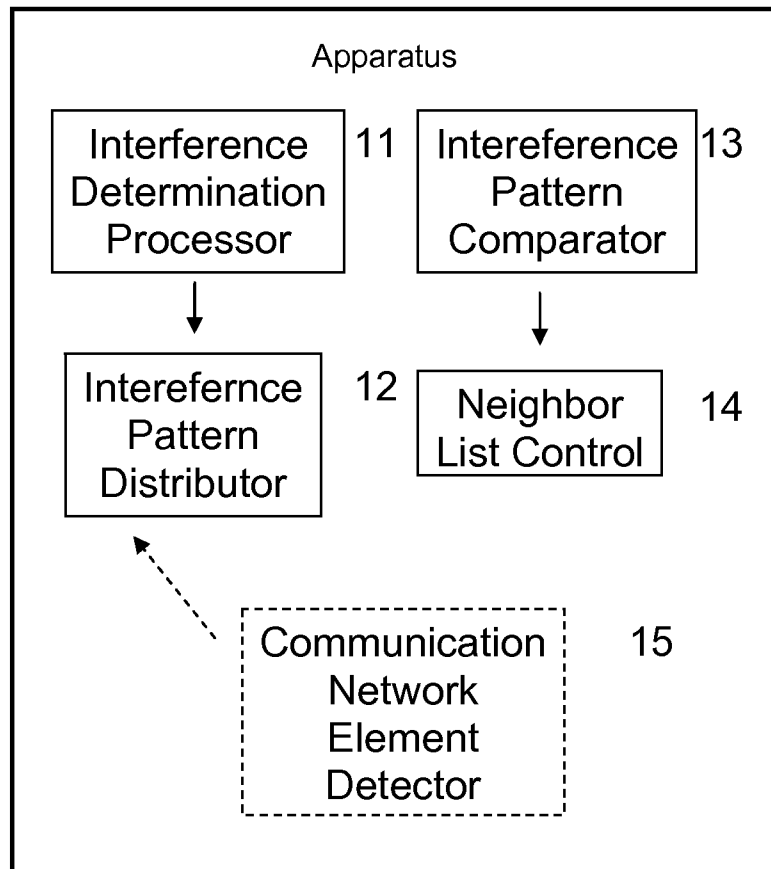 Apparatus
Interference
Determination
Processor
11
Intereference
Pattern
Comparator
13
Interefernce
Pattern
Distributor
12
Neighbor
List Control
14
Communication
Network
Element
Detector
15